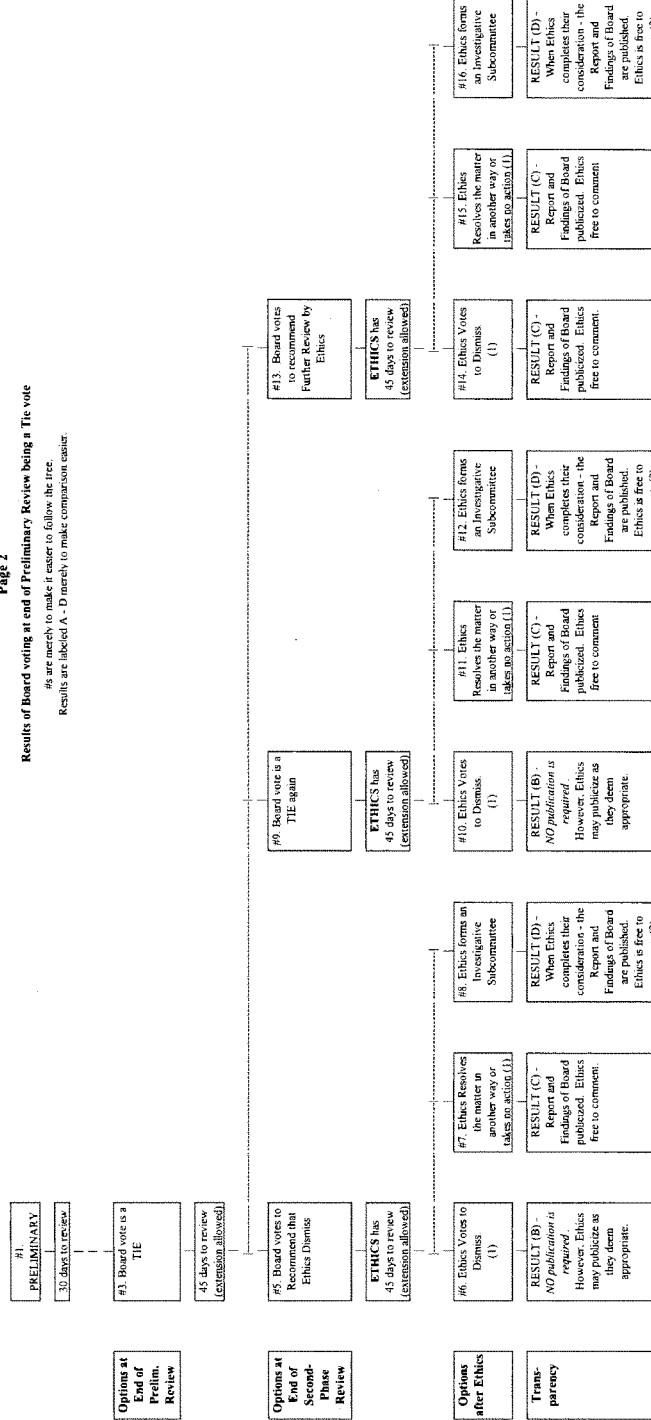 Page 2
Results of Board voting at end of Preliminary Review being a Tie vote
#s are merely to make it easier to follow the tree.
Results are labeled A - D merely to make comparison easier.
#1.
PRELIMINARY
30 days to review
Options at
End of
Prelim.
Review
#3. Board vote is a
TIE
45 days to review
(extension allowed)
Options at
End of
Second-
Phase
Review
#5. Board votes to
Recommend that
Ethics Dismiss
#9. Board vote is a
TIE again
#13. Board votes
to recommend
Further Review by
Ethics
ETHICS has
45 days to review
(extension allowed)
ETHICS has
45 days to review
(extension allowed)
ETHICS has
45 days to review
(extension allowed)
Options
after Ethics
#6. Ethics Votes to
Dismiss
(1)
#7. Ethics Resolves
the matter in
another way or
takes no action (1)
#8. Ethics forms an
Investigative
Subcommittee
#10. Ethics Votes
to Dismiss.
(1)
#11. Ethics
Resolves the matter
in another way or
takes no action (1)
#12. Ethics forms
an Investigative
Subcommittee
#14. Ethics Votes
to Dismiss.
(1)
#15. Ethics
Resolves the matter
in another way or
takes no action (1)
#16. Ethics forms
an Investigative
Subcommittee
Trans-
parency
RESULT (B) -
NO publication is
required .
However, Ethics
may publicize as
they deem
appropriate.
RESULT (C) -
Report and
Findings of Board
publicized. Ethics
free to comment.
RESULT (D) -
When Ethics
completes their
consideration - the
Report and
Findings of Board
are published.
Ethics is free to
RESULT (B) -
NO publication is
required .
However, Ethics
may publicize as
they deem
appropriate.
RESULT (C) -
Report and
Findings of Board
publicized. Ethics
free to comment
RESULT (D) -
When Ethics
completes their
consideration - the
Report and
Findings of Board
are published.
Ethics is free to
RESULT (C) -
Report and
Findings of Board
publicized. Ethics
free to comment.
RESULT (C) -
Report and
Findings of Board
publicized. Ethics
free to comment
RESULT (D) -
When Ethics
completes their
consideration - the
Report and
Findings of Board
are published.
Ethics is free to